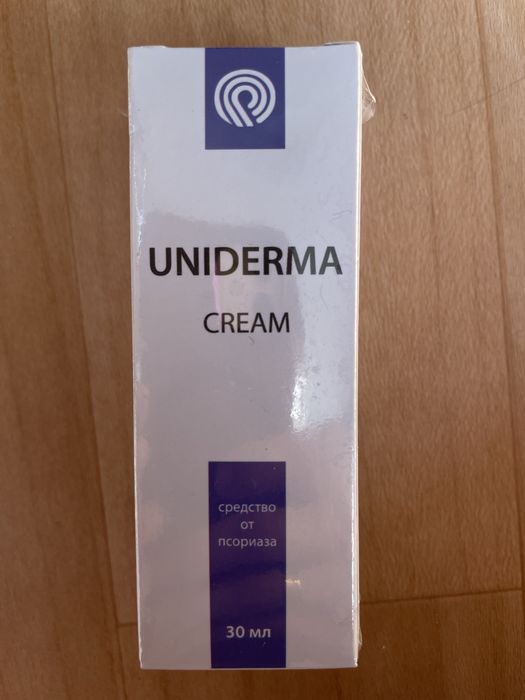 UNIDERMA
CREAM
средство
от
псориаза
30 мл